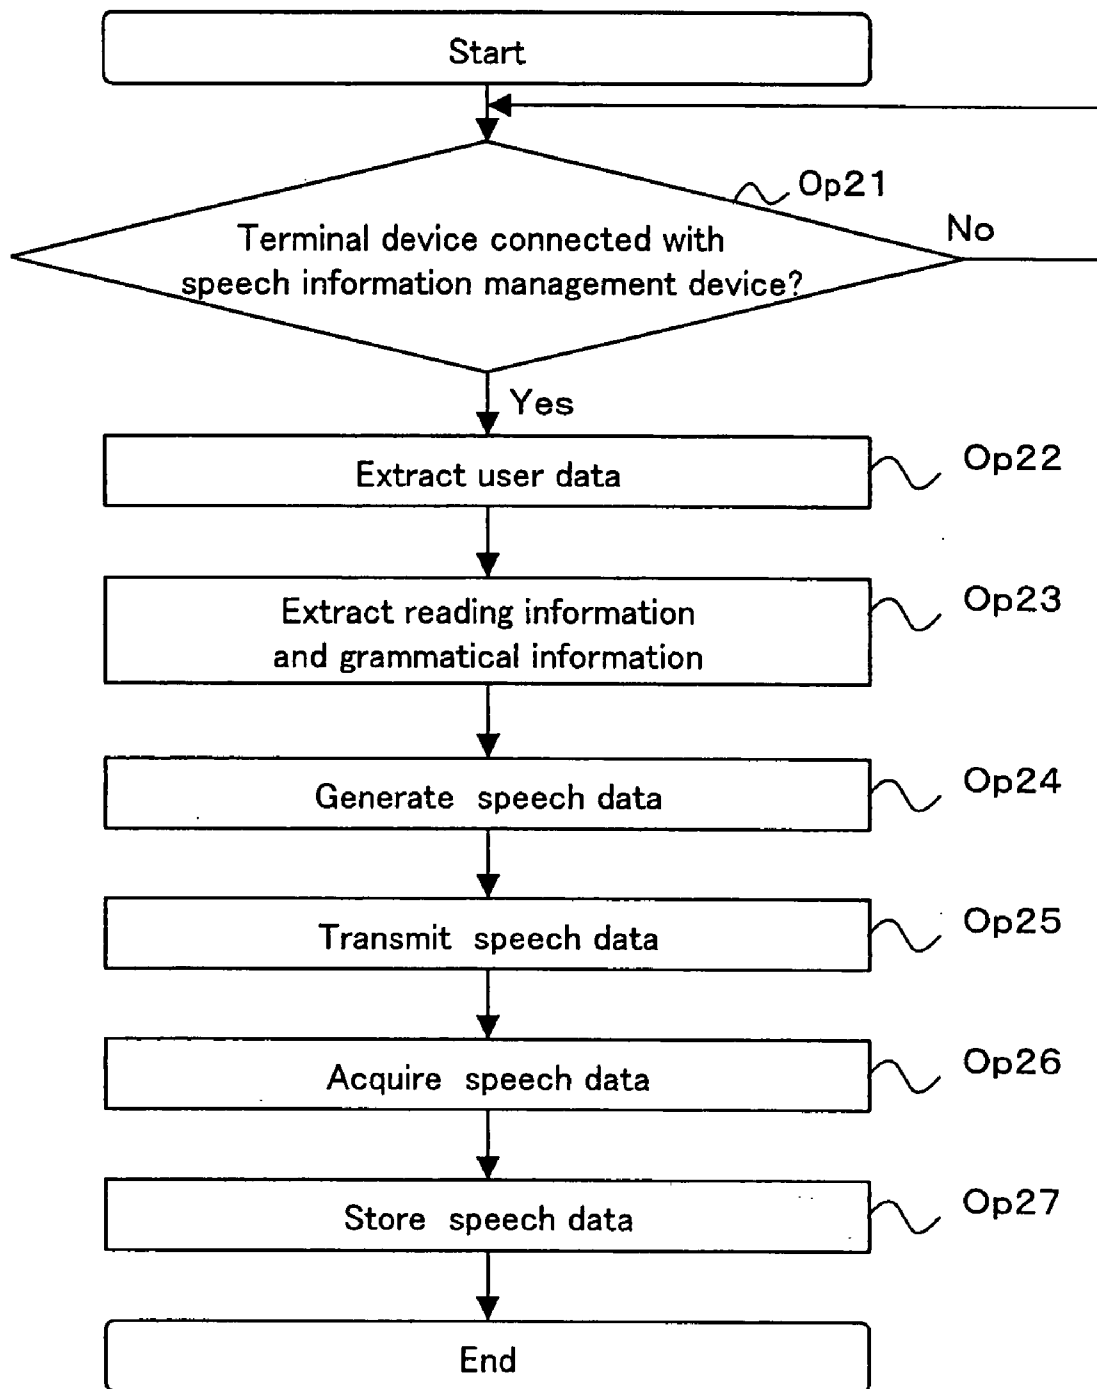 Start
Op21
Terminal device connected with
speech information management device?
No
Yes
Extract user data
Op22
Extract reading information
and grammatical information
Op23
Generate speech data
Op24
Transmit speech data
Op25
Acquire speech data
Op26
Store speech data
Op27
End